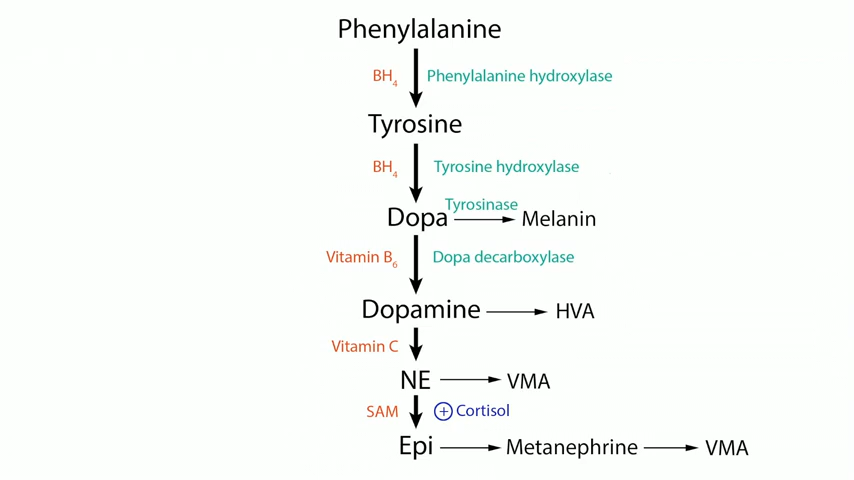 Phenylalanine
BH4 Phenylalanine hydroxylase
Tyrosine
BH4 Tyrosine hydroxylase
Tyrosinase
Dopa Melanin
Vitamin B6 Dopa decarboxylase
Dopamine HVA
Vitamin C
NE VMA
SAM + Cortisol
Epi Metanephrine VMA